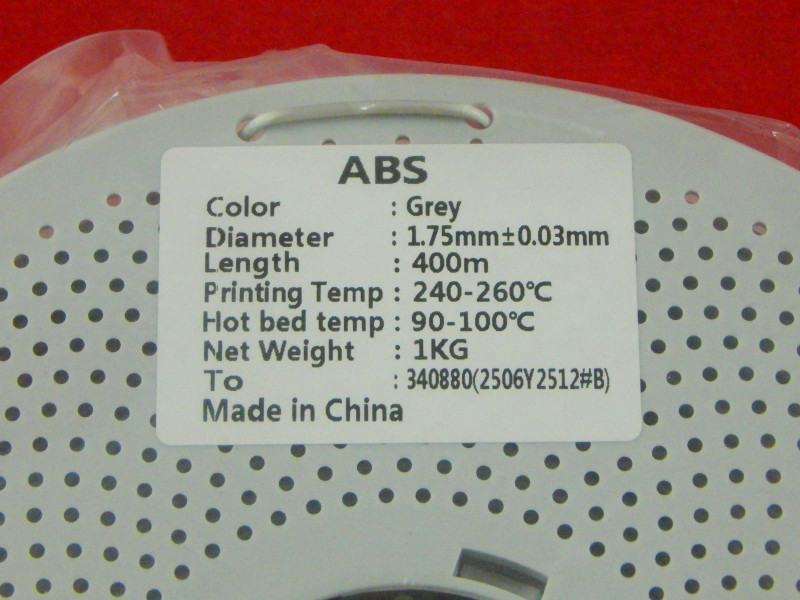 ABS
Color : Grey
Diameter : 1.75mm±0.03mm
Length : 400m
Printing Temp : 240-260℃
Hot bed temp : 90-100℃
Net Weight : 1KG
To : 340880(2506Y2512#B)
Made in China